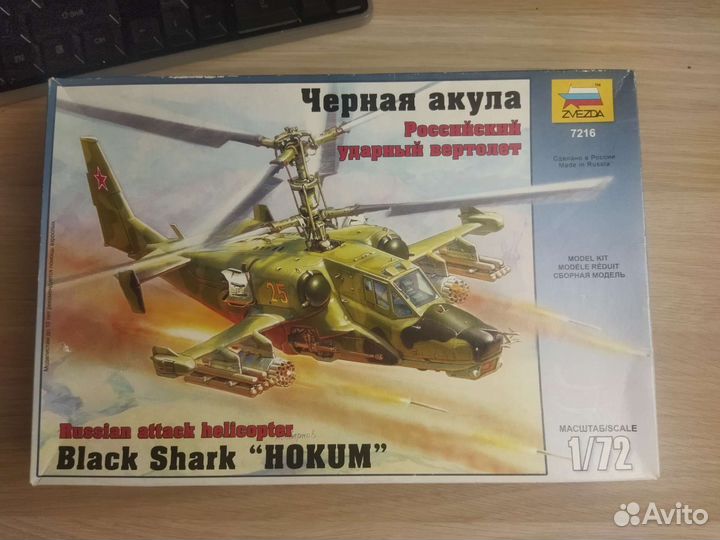 Черная акула
Российский
ударный вертолет
ZVEZDA
7216
Сделано в России
Made in Russia
MODEL KIT
MODÈLE RÉDUIT
СБОРНАЯ МОДЕЛЬ
25
Russian attack helicopter
Black Shark “HOKUM”
МАСШТАБ/SCALE
1/72
Avito